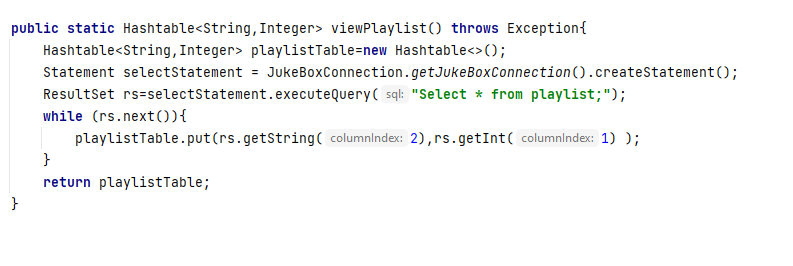 public static Hashtable<String,Integer> viewPlaylist() throws Exception{
    Hashtable<String,Integer> playlistTable=new Hashtable<>();
    Statement selectStatement = JukeBoxConnection.getJukeBoxConnection().createStatement();
    ResultSet rs=selectStatement.executeQuery( sql: "Select * from playlist;");
    while (rs.next()){
        playlistTable.put(rs.getString( columnIndex: 2),rs.getInt( columnIndex: 1) );
    }
    return playlistTable;
}